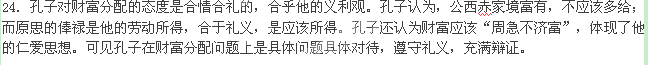 24. 孔子对财富分配的态度是合情合礼的，合乎他的义利观。孔子认为，公西赤家境富有，不应该多给；
而原思的俸禄是他的劳动所得，合于礼义，是应该所得。孔子还认为财富应该“周急不济富”，体现了他
的仁爱思想。可见孔子在财富分配问题上是具体问题具体对待，遵守礼义，充满辩证。